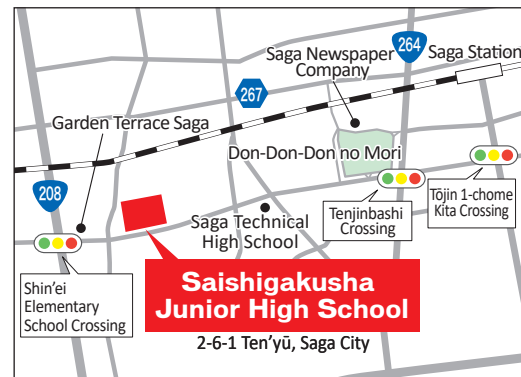 264
Saga Newspaper
Company
Saga Station
267
Garden Terrace Saga
Don-Don-Don no Mori
208
Tenjinbashi
Crossing
Tōjin 1-chome
Kita Crossing
Saga Technical
High School
Shin'ei
Elementary
School Crossing
Saishigakusha
Junior High School
2-6-1 Ten'yū, Saga City